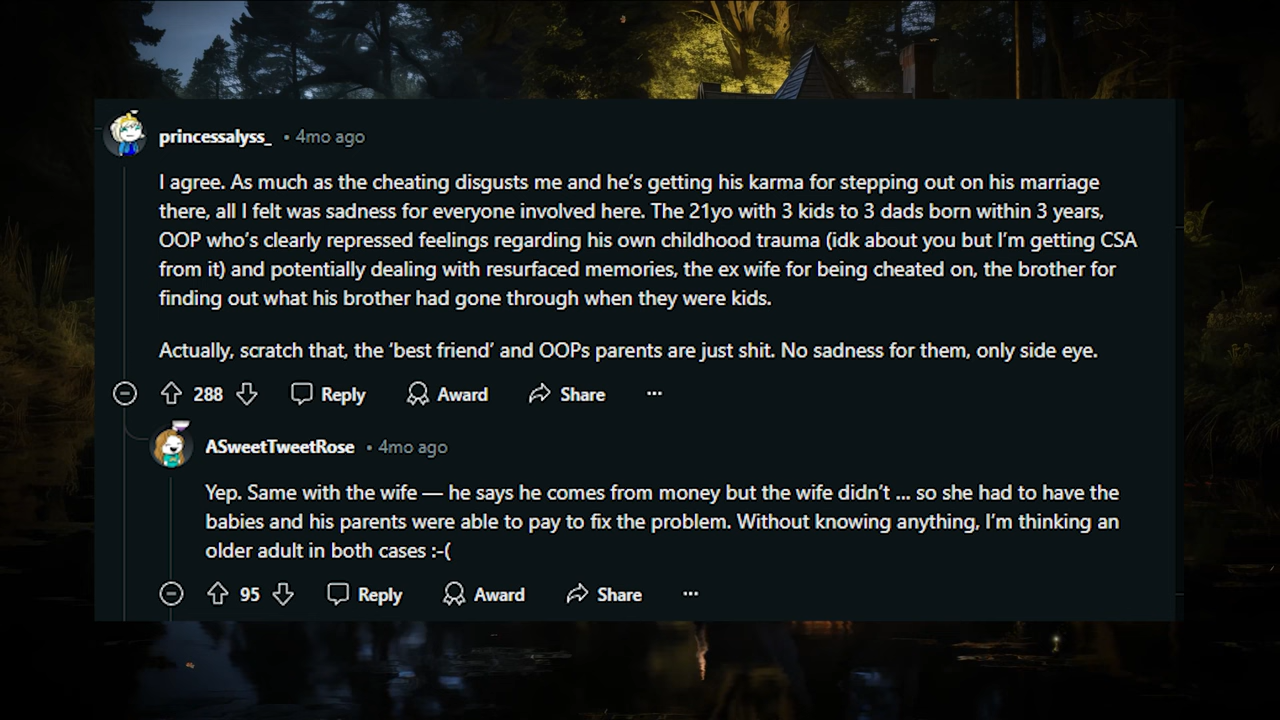 princessalyss_ • 4mo ago
I agree. As much as the cheating disgusts me and he’s getting his karma for stepping out on his marriage
there, all I felt was sadness for everyone involved here. The 21yo with 3 kids to 3 dads born within 3 years,
OOP who’s clearly repressed feelings regarding his own childhood trauma (idk about you but I’m getting CSA
from it) and potentially dealing with resurfaced memories, the ex wife for being cheated on, the brother for
finding out what his brother had gone through when they were kids.
Actually, scratch that, the ‘best friend’ and OOPs parents are just shit. No sadness for them, only side eye.
288 Reply Award Share ...
ASweetTweetRose • 4mo ago
Yep. Same with the wife — he says he comes from money but the wife didn’t ... so she had to have the
babies and his parents were able to pay to fix the problem. Without knowing anything, I’m thinking an
older adult in both cases :-(
95 Reply Award Share ...